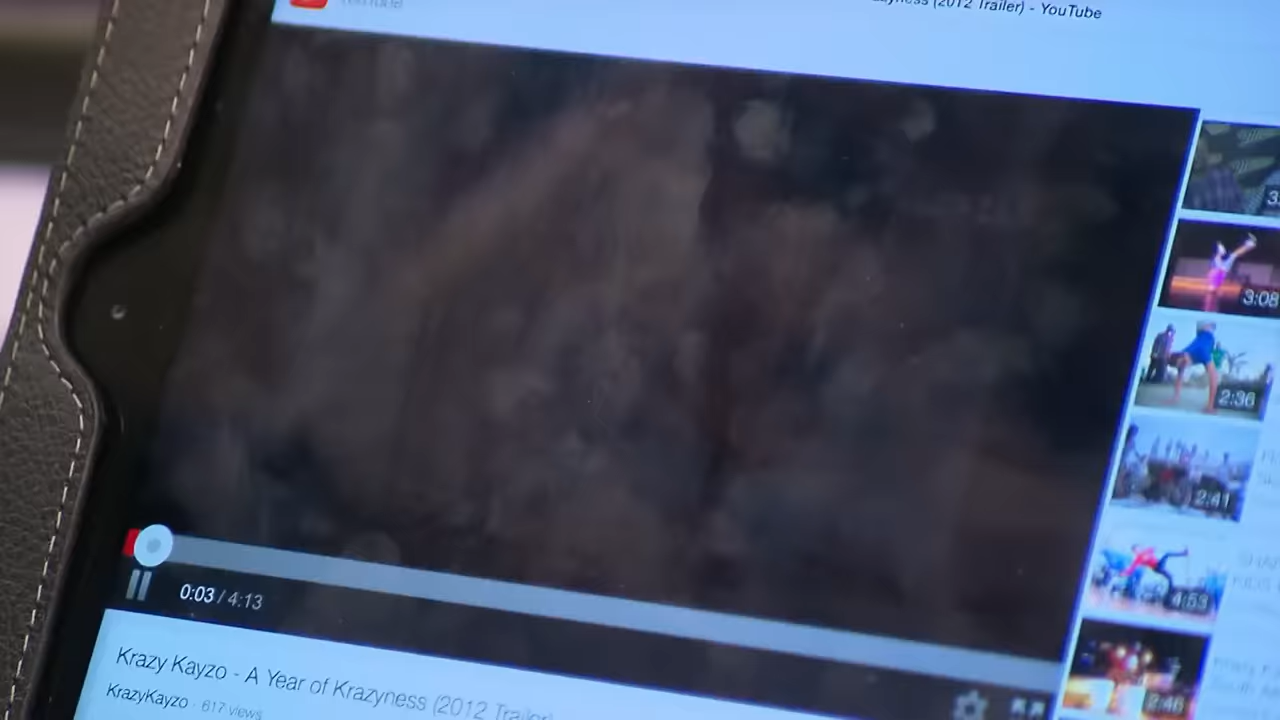 YouTube
(2012 Trailer) - YouTube
3:08
2:36
2:41
4:53
2:46
0:03 / 4:13
Krazy Kayzo - A Year of Krazyness (2012 Trailer)
KrazyKayzo · 617 views